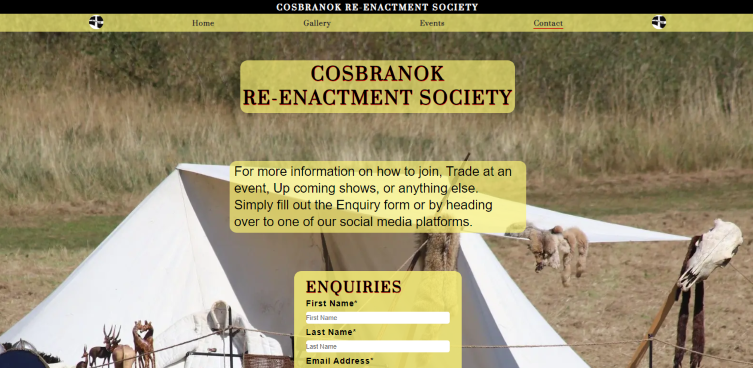 COSBRANOK RE-ENACTMENT SOCIETY
Home Gallery Events Contact
COSBRANOK
RE-ENACTMENT SOCIETY
For more information on how to join, Trade at an
event, Up coming shows, or anything else.
Simply fill out the Enquiry form or by heading
over to one of our social media platforms.
ENQUIRIES
First Name*
First Name
Last Name*
Last Name
Email Address*